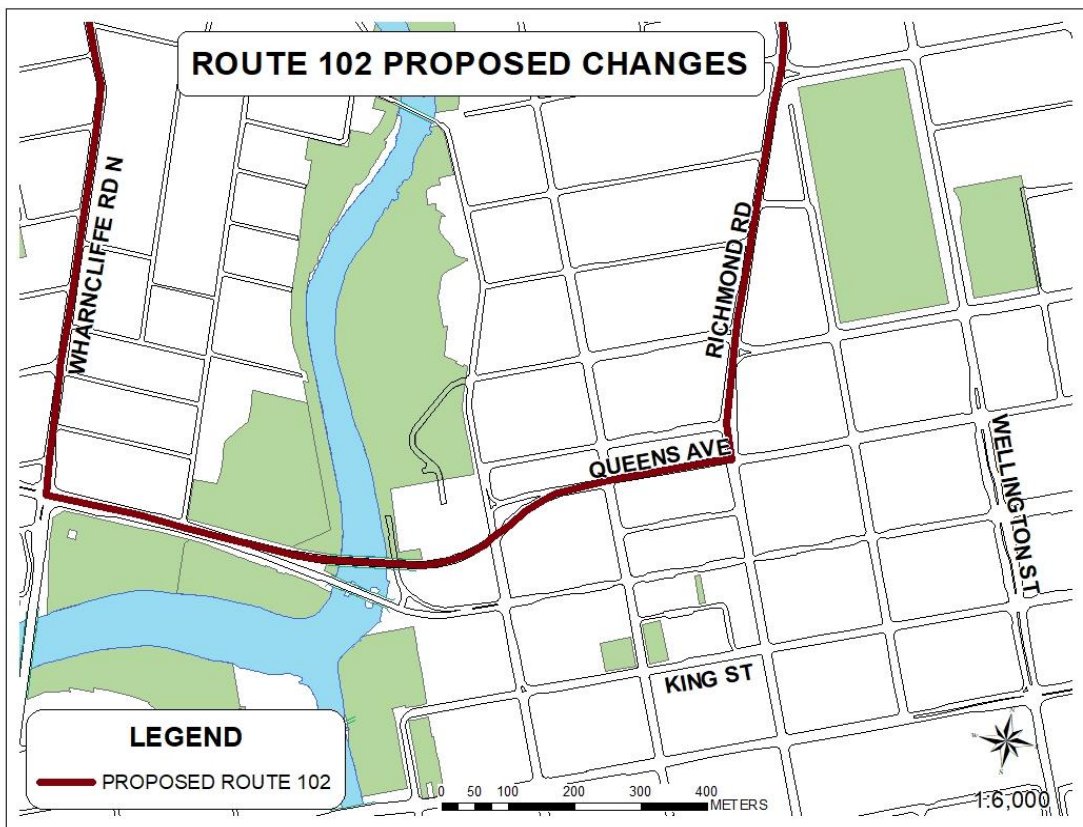 ROUTE 102 PROPOSED CHANGES
WHARNCLIFFE RD N
RICHMOND RD
QUEENS AVE
WELLINGTON ST
KING ST
LEGEND
PROPOSED ROUTE 102
0 50 100 200 300 400
METERS
1:6,000